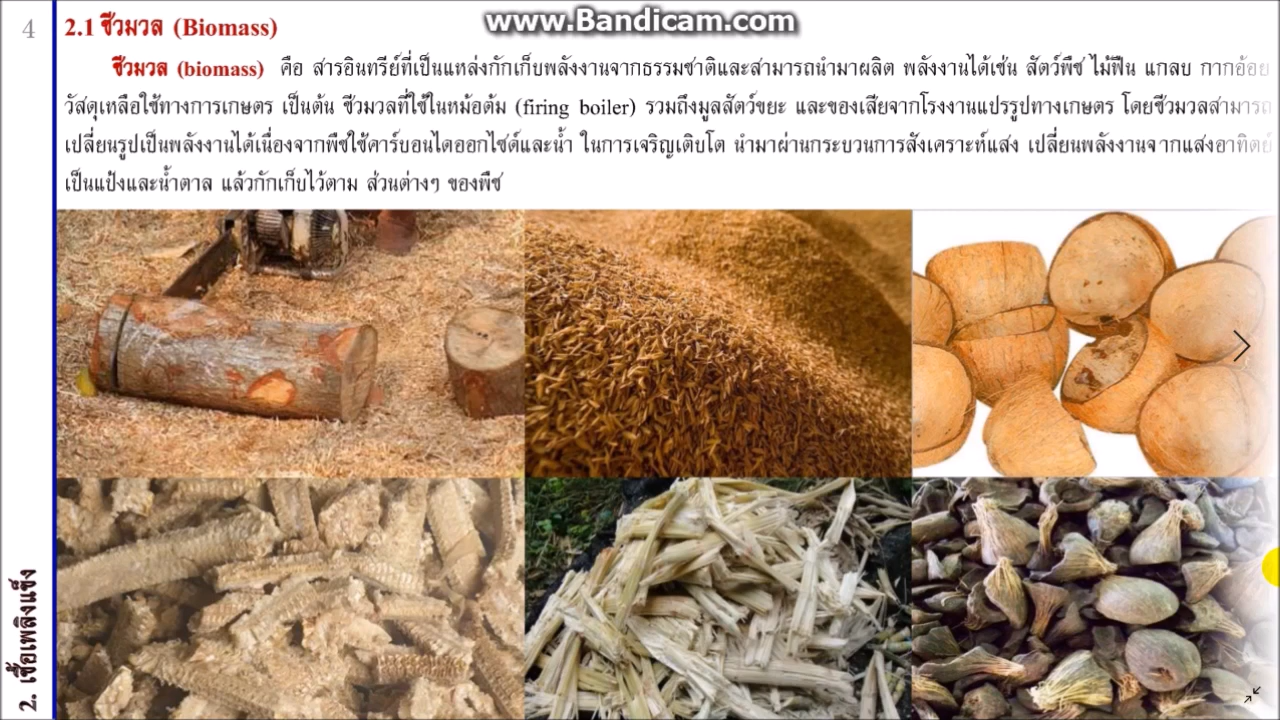 4
www.Bandicam.com
2.1 ชีวมวล (Biomass)
ชีวมวล (biomass) คือ สารอินทรีย์ที่เป็นแหล่งกักเก็บพลังงานจากธรรมชาติและสามารถนำมาผลิต พลังงานได้เช่น สัตว์พืช ไม้ฟืน แกลบ กากอ้อย
วัสดุเหลือใช้ทางการเกษตร เป็นต้น ชีวมวลที่ใช้ในหม้อต้ม (firing boiler) รวมถึงมูลสัตว์ขยะ และของเสียจากโรงงานแปรรูปทางเกษตร โดยชีวมวลสามารถ
เปลี่ยนรูปเป็นพลังงานได้เนื่องจากพืชใช้คาร์บอนไดออกไซด์และน้ำ ในการเจริญเติบโต นำมาผ่านกระบวนการสังเคราะห์แสง เปลี่ยนพลังงานจากแสงอาทิตย์
เป็นแป้งและน้ำตาล แล้วกักเก็บไว้ตาม ส่วนต่างๆ ของพืช
2. เชื้อเพลิงแข็ง